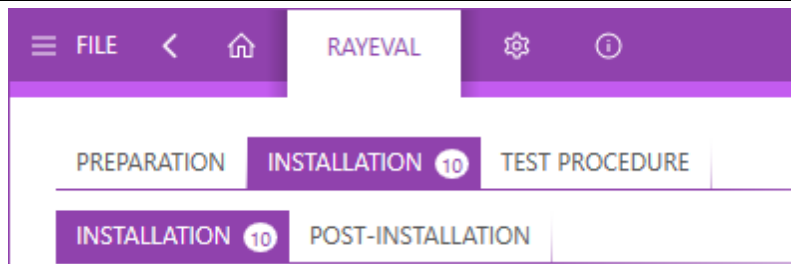 FILE RAYEVAL
PREPARATION INSTALLATION 10 TEST PROCEDURE
INSTALLATION 10 POST-INSTALLATION